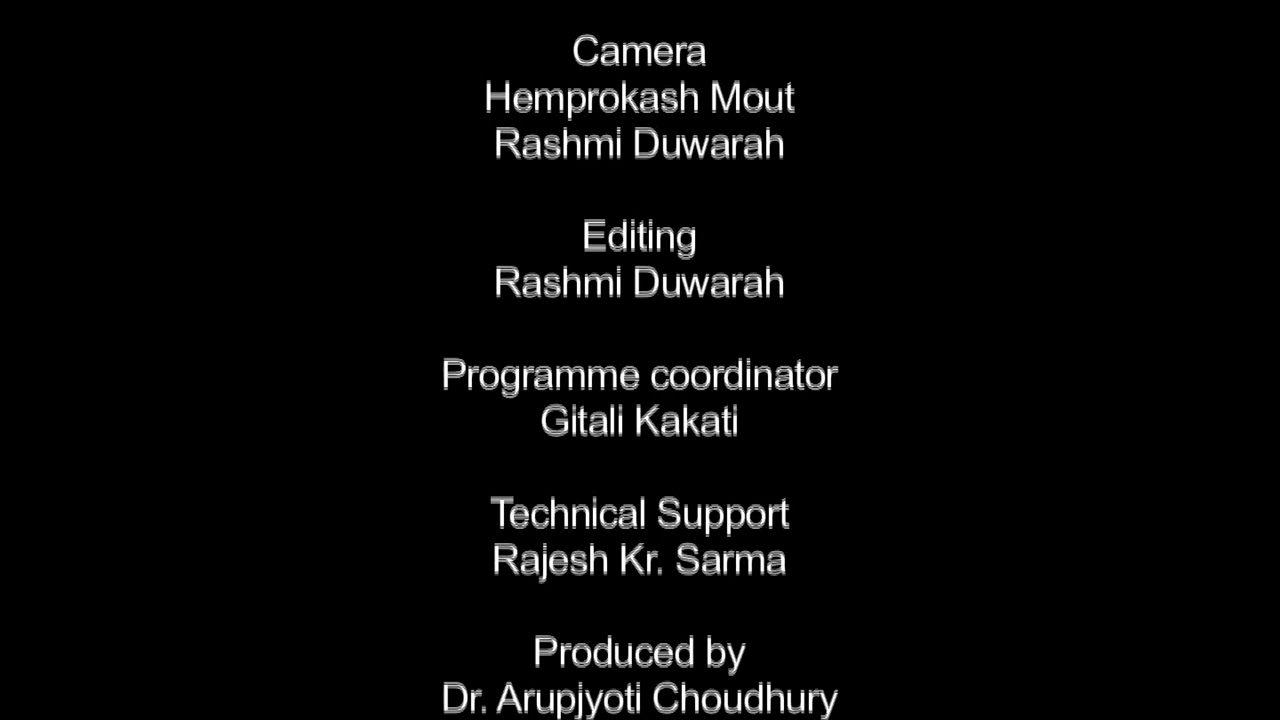 Camera
Hemprokash Mout
Rashmi Duwarah
Editing
Rashmi Duwarah
Programme coordinator
Gitali Kakati
Technical Support
Rajesh Kr. Sarma
Produced by
Dr. Arupjyoti Choudhury